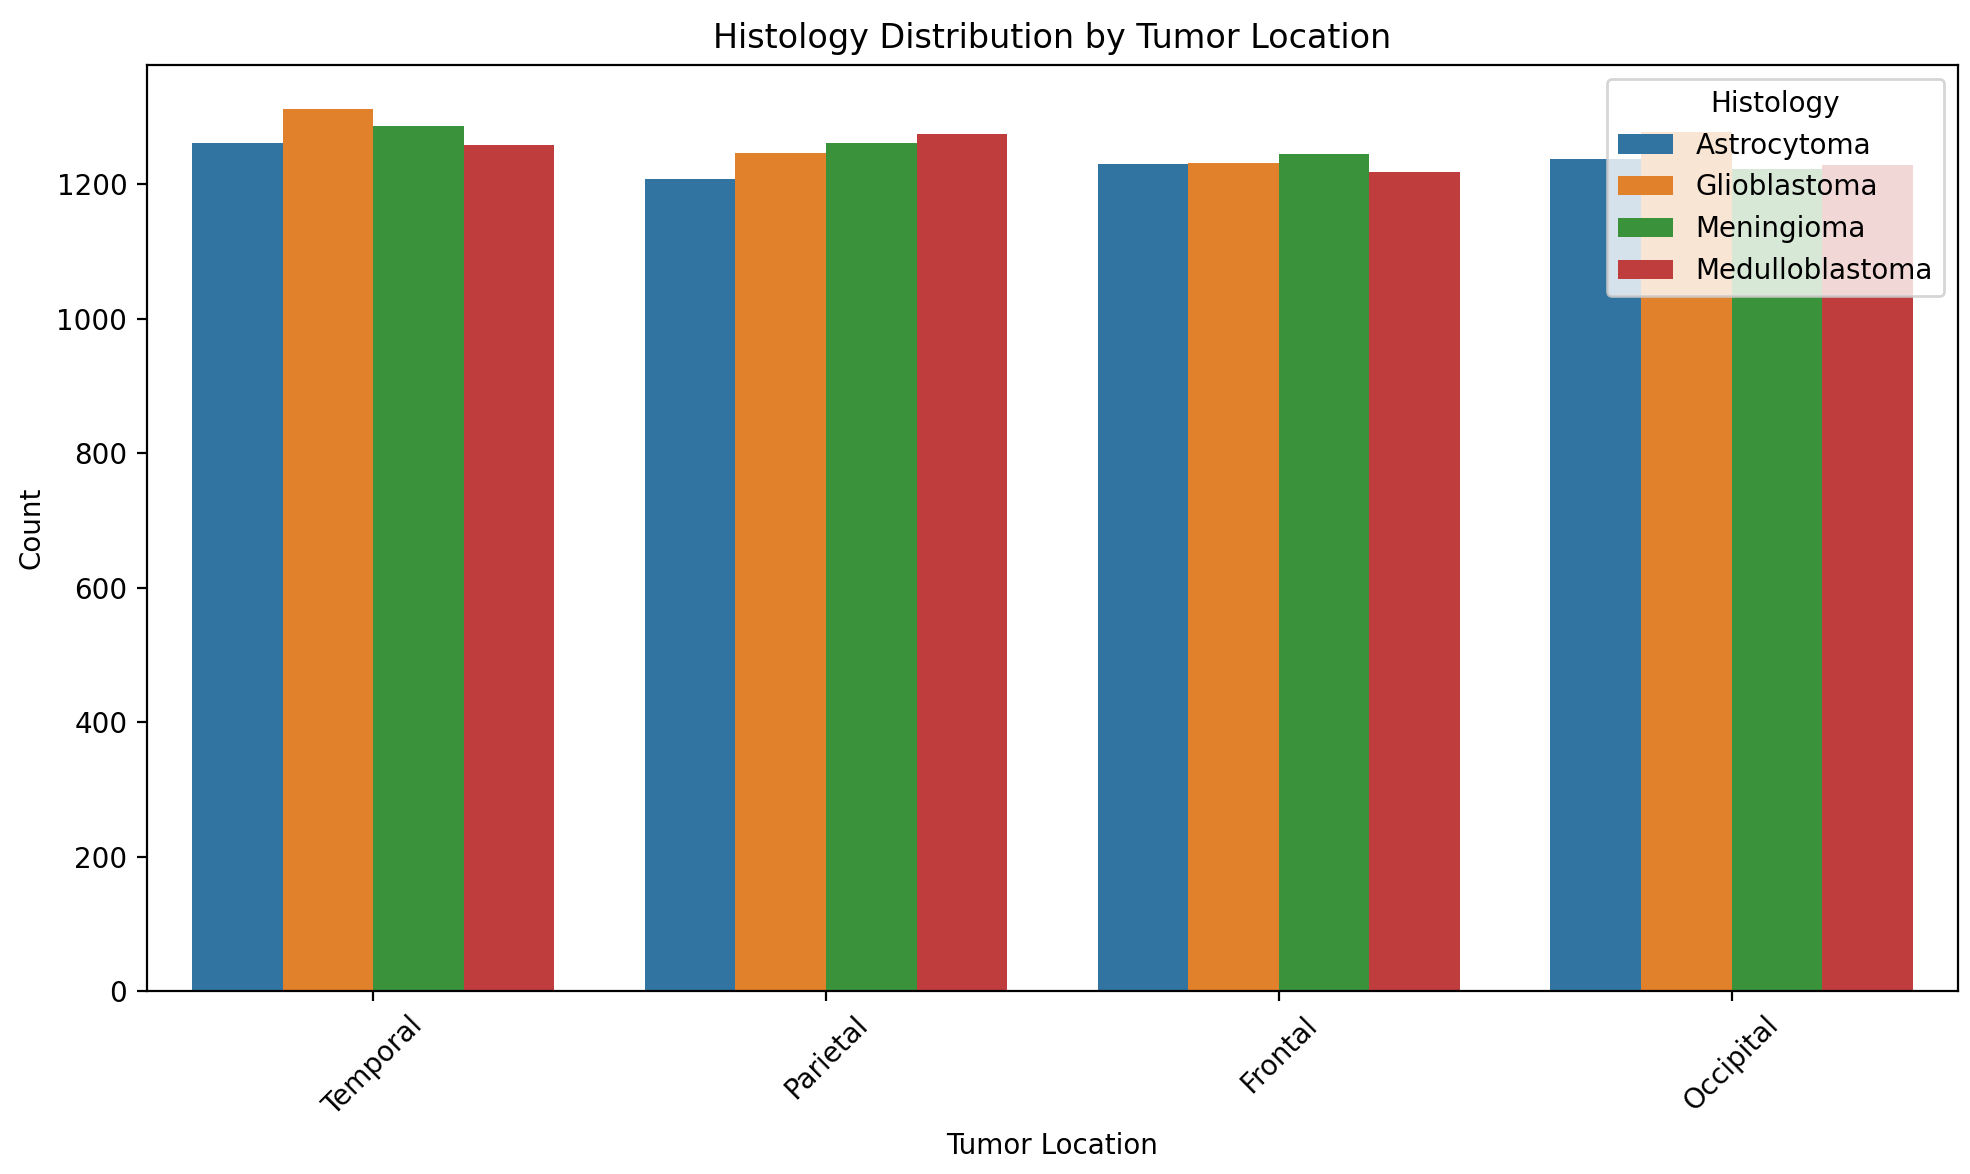 Histology Distribution by Tumor Location
Histology
Astrocytoma
Glioblastoma
Meningioma
Medulloblastoma
1200
1000
800
600
400
200
0
Count
Temporal
Parietal
Frontal
Occipital
Tumor Location